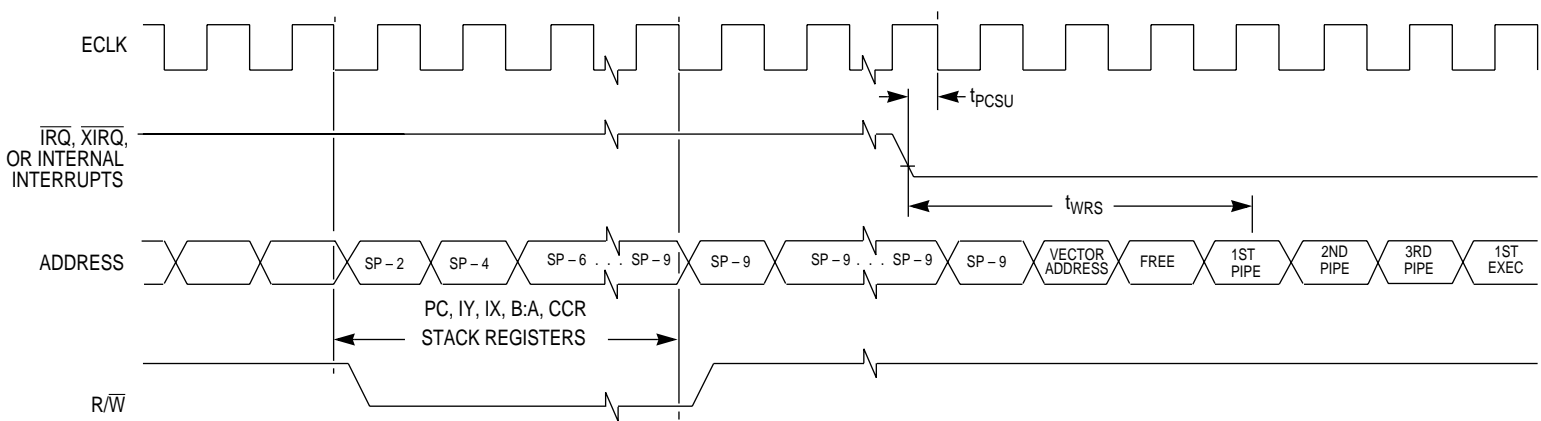 ECLK
tPCSU
IRQ, XIRQ,
OR INTERNAL
INTERRUPTS
tWRS
ADDRESS
SP – 2
SP – 4
SP – 6 . . . SP – 9
SP – 9
SP – 9 . . . SP – 9
SP – 9
VECTOR
ADDRESS
FREE
1ST
PIPE
2ND
PIPE
3RD
PIPE
1ST
EXEC
PC, IY, IX, B:A, CCR
STACK REGISTERS
R/W